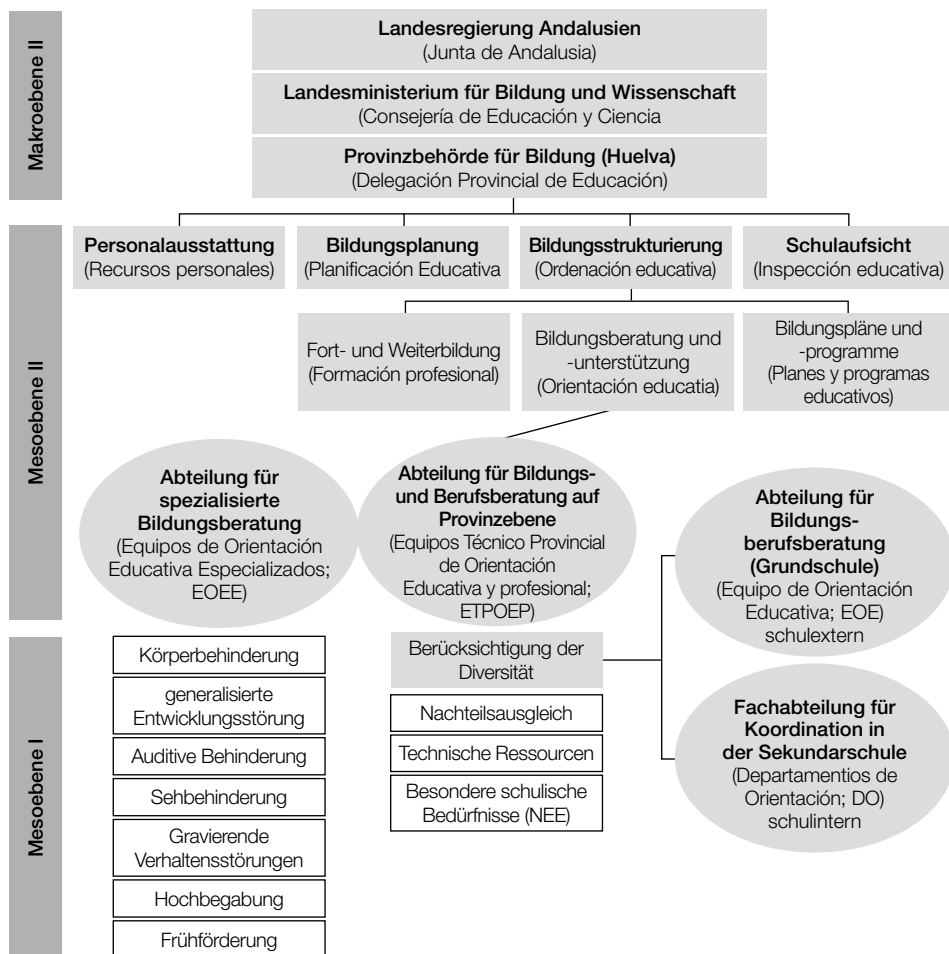 Makroebene II
Landesregierung Andalusien
(Junta de Andalusia)
Landesministerium für Bildung und Wissenschaft
(Consejería de Educación y Ciencia
Provinzbehörde für Bildung (Huelva)
(Delegación Provincial de Educación)
Mesoebene II
Personalausstattung
(Recursos personales)
Bildungsplanung
(Planificación Educativa
Bildungsstrukturierung
(Ordenación educativa)
Schulaufsicht
(Inspección educativa)
Fort- und Weiterbildung
(Formación profesional)
Bildungsberatung und
-unterstützung
(Orientación educatia)
Bildungspläne und
-programme
(Planes y programas
educativos)
Abteilung für
spezialisierte
Bildungsberatung
(Equipos de Orientación
Educativa Especializados;
EOEE)
Abteilung für Bildungs-
und Berufsberatung auf
Provinzebene
(Equipos Técnico Provincial
de Orientación
Educativa y profesional;
ETPOEP)
Abteilung für
Bildungs-
berufsberatung
(Grundschule)
(Equipo de Orientación
Educativa; EOE)
schulextern
Mesoebene I
Körperbehinderung
generalisierte
Entwicklungsstörung
Auditive Behinderung
Sehbehinderung
Gravierende
Verhaltensstörungen
Hochbegabung
Frühförderung
Berücksichtigung der
Diversität
Nachteilsausgleich
Technische Ressourcen
Besondere schulische
Bedürfnisse (NEE)
Fachabteilung für
Koordination in
der Sekundarschule
(Departamentios de
Orientación; DO)
schulintern